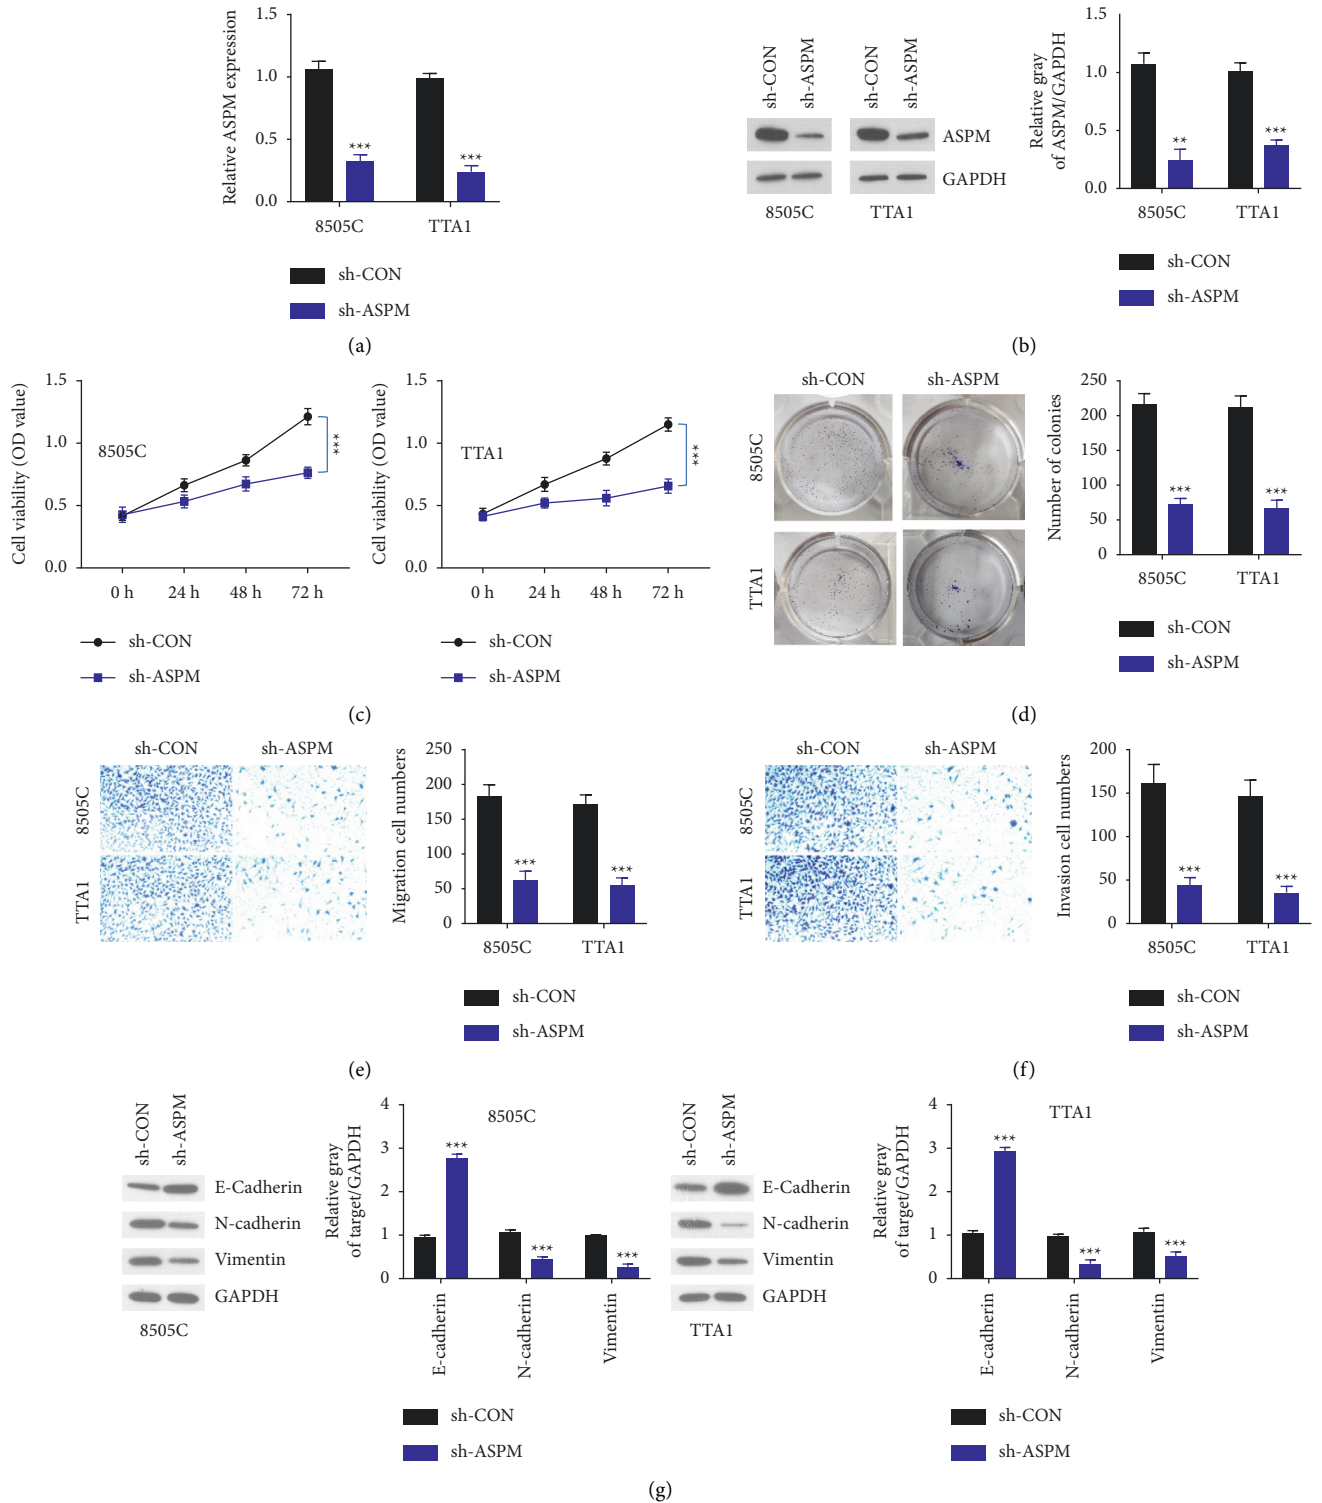 Relative ASPM expression
1.5
1.0
0.5
0.0
***
***
8505C
TTA1
sh-CON
sh-ASPM
(a)
sh-CON
sh-ASPM
sh-CON
sh-ASPM
ASPM
GAPDH
8505C
TTA1
Relative gray
of ASPM/GAPDH
1.5
1.0
0.5
0.0
**
***
8505C
TTA1
sh-CON
sh-ASPM
(b)
Cell viability (OD value)
1.5
1.0
0.5
0.0
8505C
***
0 h
24 h
48 h
72 h
sh-CON
sh-ASPM
Cell viability (OD value)
1.5
1.0
0.5
0.0
TTA1
***
0 h
24 h
48 h
72 h
sh-CON
sh-ASPM
(c)
sh-CON
sh-ASPM
8505C
TTA1
Number of colonies
250
200
150
100
50
0
***
***
8505C
TTA1
sh-CON
sh-ASPM
(d)
sh-CON
sh-ASPM
8505C
TTA1
Migration cell numbers
250
200
150
100
50
0
***
***
8505C
TTA1
sh-CON
sh-ASPM
(e)
sh-CON
sh-ASPM
8505C
TTA1
Invasion cell numbers
200
150
100
50
0
***
***
8505C
TTA1
sh-CON
sh-ASPM
(f)
sh-CON
sh-ASPM
E-Cadherin
N-cadherin
Vimentin
GAPDH
8505C
Relative gray
of target/GAPDH
4
3
2
1
0
8505C
***
***
***
E-cadherin
N-cadherin
Vimentin
sh-CON
sh-ASPM
sh-CON
sh-ASPM
E-Cadherin
N-cadherin
Vimentin
GAPDH
TTA1
Relative gray
of target/GAPDH
4
3
2
1
0
TTA1
***
***
***
E-cadherin
N-cadherin
Vimentin
sh-CON
sh-ASPM
(g)